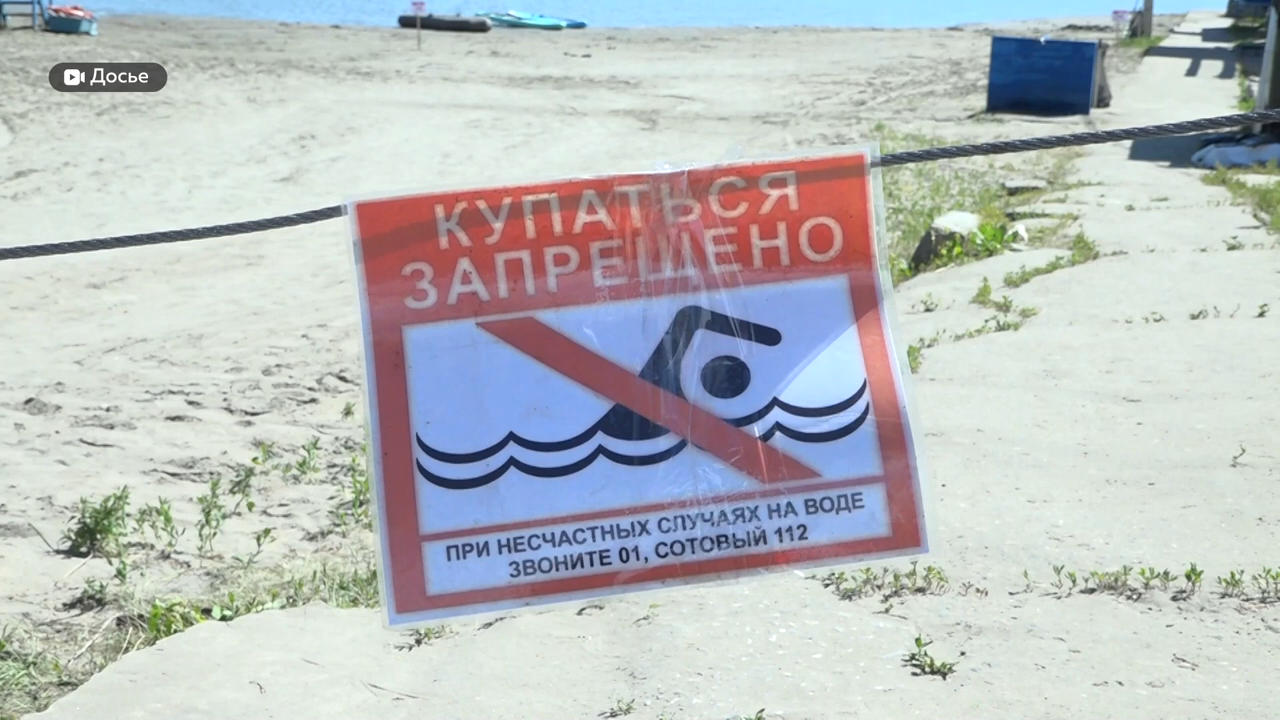 Досье
КУПАТЬСЯ
ЗАПРЕЩЕНО
ПРИ НЕСЧАСТНЫХ СЛУЧАЯХ НА ВОДЕ
ЗВОНИТЕ 01, СОТОВЫЙ 112